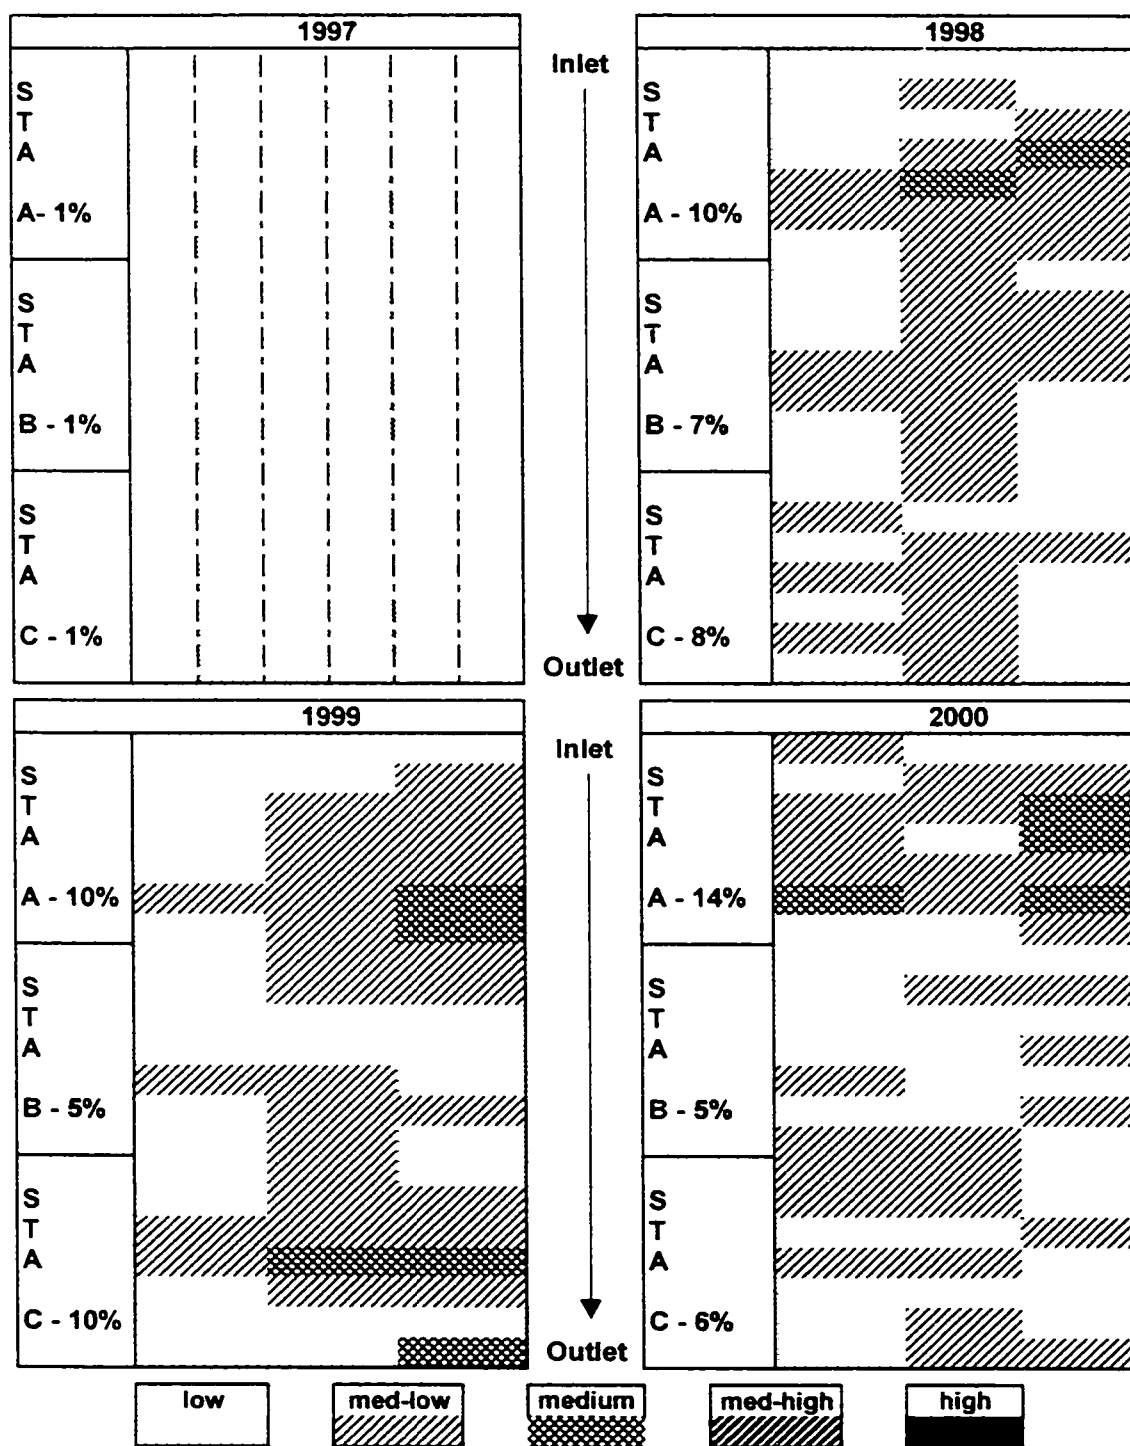 1997
S
T
A
A- 1%
S
T
A
B - 1%
S
T
A
C - 1%
Inlet
Outlet
1998
S
T
A
A - 10%
S
T
A
B - 7%
S
T
A
C - 8%
1999
S
T
A
A - 10%
S
T
A
B - 5%
S
T
A
C - 10%
Inlet
Outlet
2000
S
T
A
A - 14%
S
T
A
B - 5%
S
T
A
C - 6%
low
med-low
medium
med-high
high